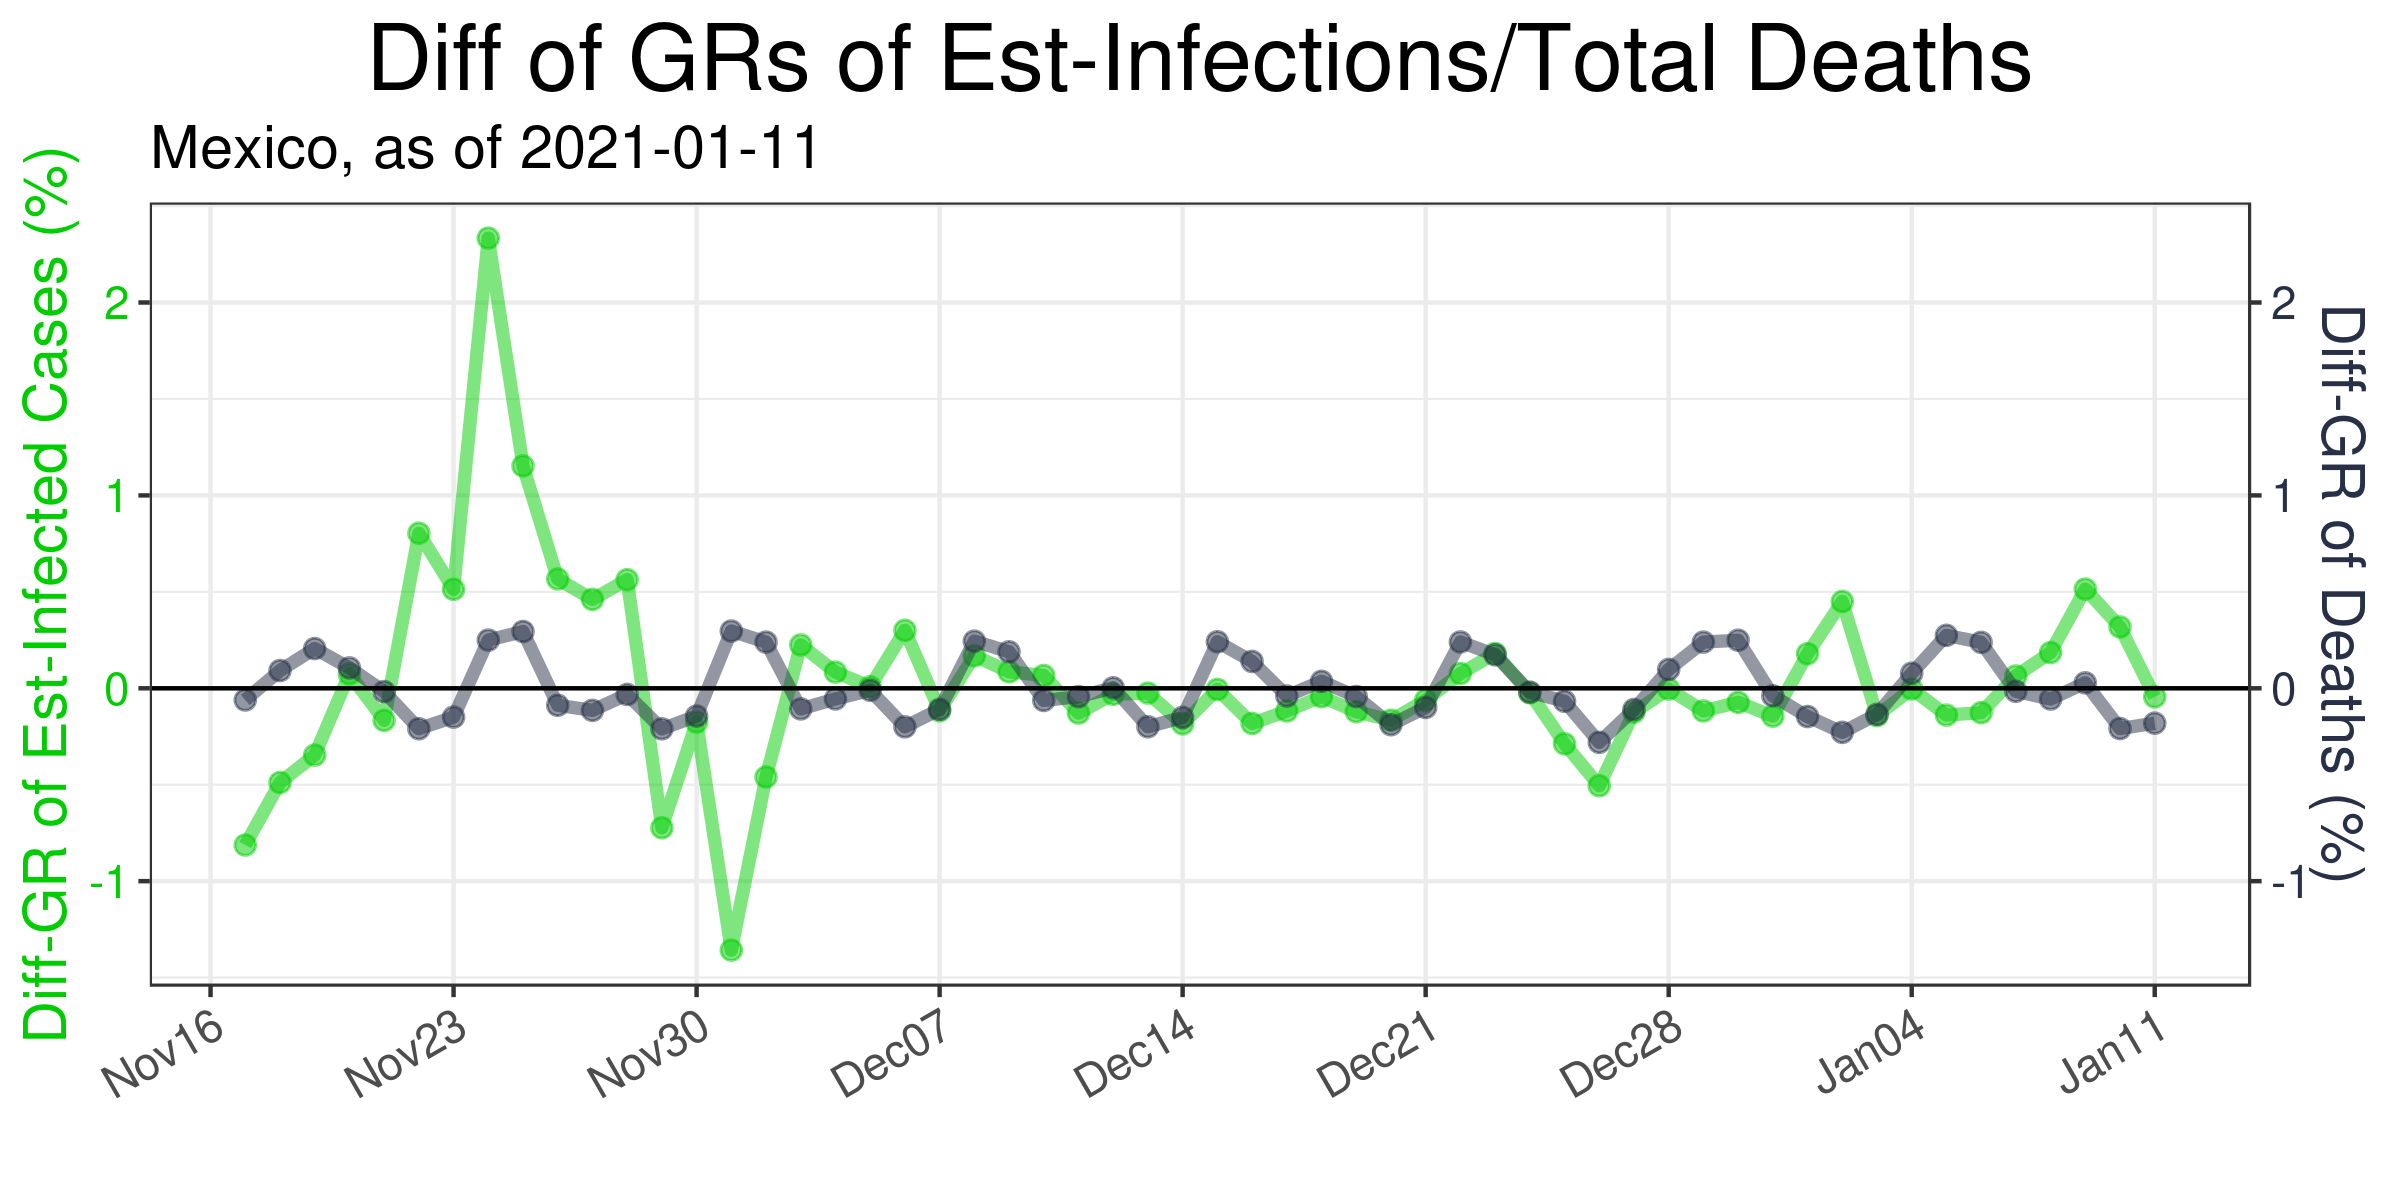 Diff of GRs of Est-Infections/Total Deaths
Mexico, as of 2021-01-11
Diff-GR of Est-Infected Cases (%)
2
1
0
-1
2
1
0
-1
Diff-GR of Deaths (%)
Nov16
Nov23
Nov30
Dec07
Dec14
Dec21
Dec28
Jan04
Jan11